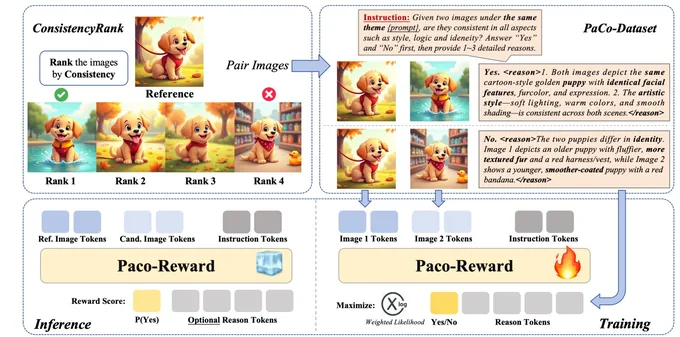 ConsistencyRank
Rank the images
by Consistency
Reference
Pair Images
Rank 1
Rank 2
Rank 3
Rank 4
PaCo-Dataset
Instruction: Given two images under the same
theme {prompt}, are they consistent in all aspects
such as style, logic and ideneity? Answer “Yes”
and “No” first, then provide 1~3 detailed reasons.
Yes. <reason>1. Both images depict the same
cartoon-style golden puppy with identical facial
features, furcolor, and expression. 2. The artistic
style—soft lighting, warm colors, and smooth
shading—is consistent across both scenes.</reason>
No. <reason>The two puppies differ in identity.
Image 1 depicts an older puppy with fluffier, more
textured fur and a red harness/vest, while Image 2
shows a younger, smoother-coated puppy with a red
bandana.</reason>
Ref. Image Tokens
Cand. Image Tokens
Instruction Tokens
Paco-Reward
Reward Score:
P(Yes)
Optional Reason Tokens
Inference
Image 1 Tokens
Image 2 Tokens
Instruction Tokens
Paco-Reward
Maximize:
X log
Weighted Likelihood
Yes/No
Reason Tokens
Training